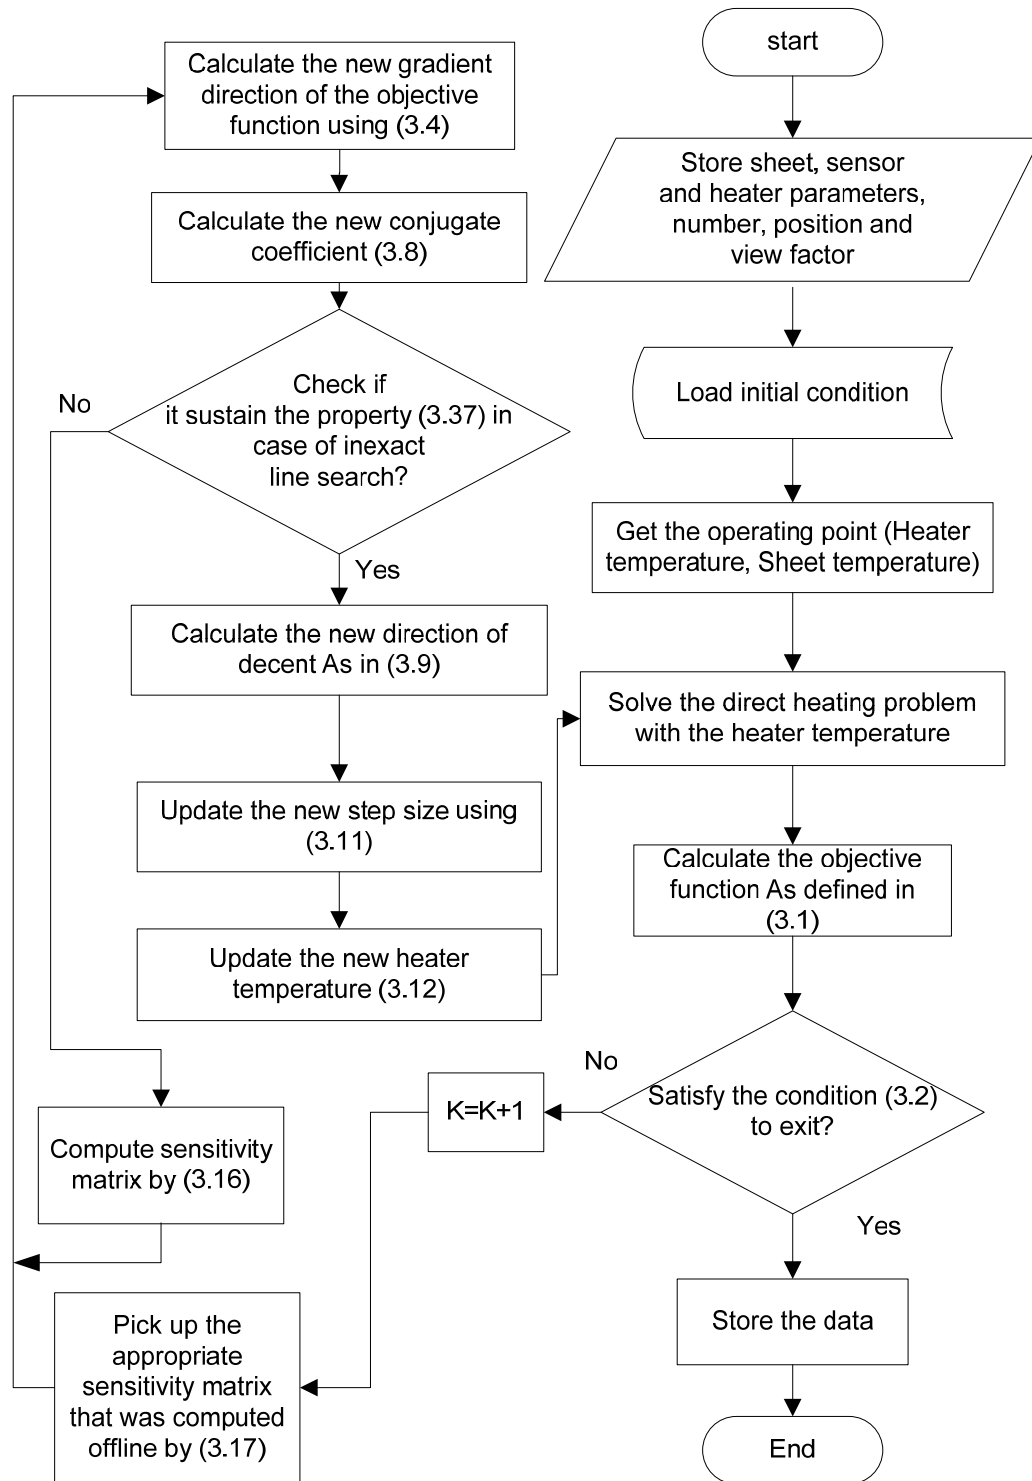 start
Store sheet, sensor
and heater parameters,
number, position and
view factor
Load initial condition
Get the operating point (Heater
temperature, Sheet temperature)
Solve the direct heating problem
with the heater temperature
Calculate the objective
function As defined in
(3.1)
Satisfy the condition (3.2)
to exit?
No
Yes
Store the data
End
K=K+1
Pick up the
appropriate
sensitivity matrix
that was computed
offline by (3.17)
Calculate the new gradient
direction of the objective
function using (3.4)
Calculate the new conjugate
coefficient (3.8)
Check if
it sustain the property (3.37) in
case of inexact
line search?
No
Yes
Compute sensitivity
matrix by (3.16)
Calculate the new direction of
decent As in (3.9)
Update the new step size using
(3.11)
Update the new heater
temperature (3.12)